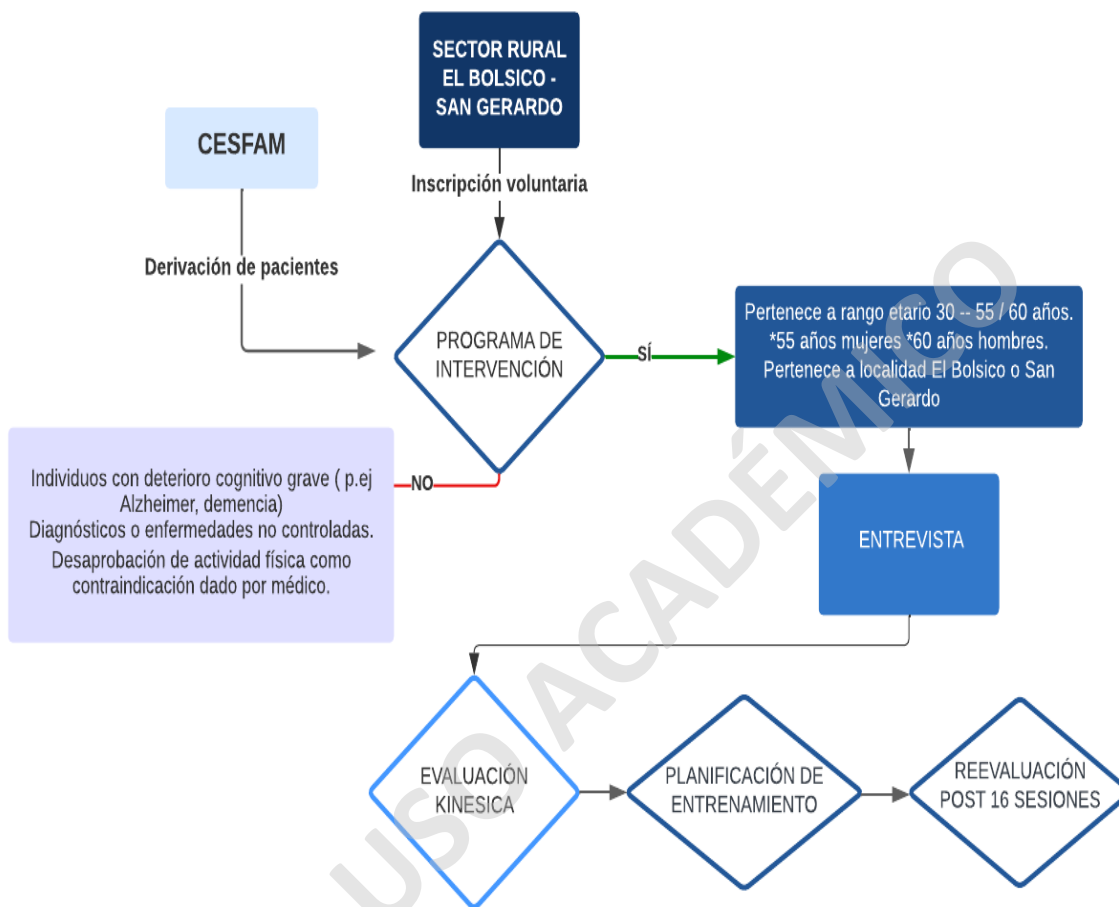 SECTOR RURAL
EL BOLSICO -
SAN GERARDO
CESFAM
Inscripción voluntaria
Derivación de pacientes
PROGRAMA DE
INTERVENCIÓN
SÍ
Pertenece a rango etario 30 -- 55 / 60 años.
*55 años mujeres *60 años hombres.
Pertenece a localidad El Bolsico o San
Gerardo
NO
Individuos con deterioro cognitivo grave ( p.ej
Alzheimer, demencia)
Diagnósticos o enfermedades no controladas.
Desaprobación de actividad física como
contraindicación dado por médico.
ENTREVISTA
EVALUACIÓN
KINESICA
PLANIFICACIÓN DE
ENTRENAMIENTO
REEVALUACIÓN
POST 16 SESIONES
USO ACADÉMICO